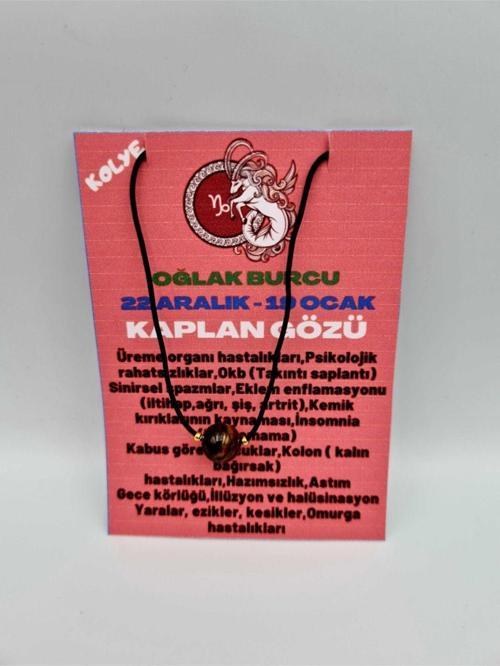 KOLYE
OĞLAK BURCU
22 ARALIK - 19 OCAK
KAPLAN GÖZÜ
Üreme organı hastalıkları,Psikolojik
rahatsızlıklar,Okb (Takıntı saplantı)
Sinirsel spazmlar,Eklem enflamasyonu
(iltihap,ağrı, şiş, artrit),Kemik
kırıklarının kaynaması,İnsomnia
Kabus gören çocuklar,Kolon ( kalın
bağırsak)
hastalıkları,Hazımsızlık,Astım
Gece körlüğü,İllüzyon ve halüsinasyon
Yaralar, ezikler, kesikler,Omurga
hastalıkları